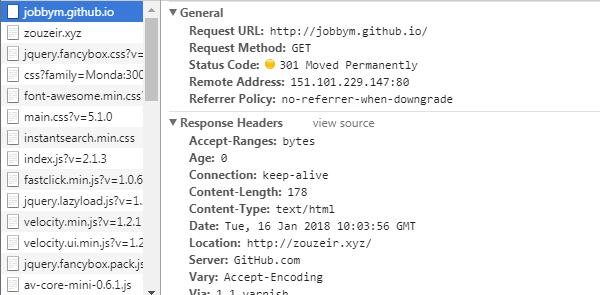 jobbym.github.io
zouzeir.xyz
jquery.fancybox.css?v=
css?family=Monda:300
font-awesome.min.css?
main.css?v=5.1.0
instantsearch.min.css
index.js?v=2.1.3
fastclick.min.js?v=1.0.6
jquery.lazyload.js?v=1
velocity.min.js?v=1.2.1
velocity.ui.min.js?v=1.2
jquery.fancybox.pack.js
av-core-mini-0.6.1.js
General
Request URL: http://jobbym.github.io/
Request Method: GET
Status Code: 301 Moved Permanently
Remote Address: 151.101.229.147:80
Referrer Policy: no-referrer-when-downgrade
Response Headers view source
Accept-Ranges: bytes
Age: 0
Connection: keep-alive
Content-Length: 178
Content-Type: text/html
Date: Tue, 16 Jan 2018 10:03:56 GMT
Location: http://zouzeir.xyz/
Server: GitHub.com
Vary: Accept-Encoding
Via: 1.1 varnish